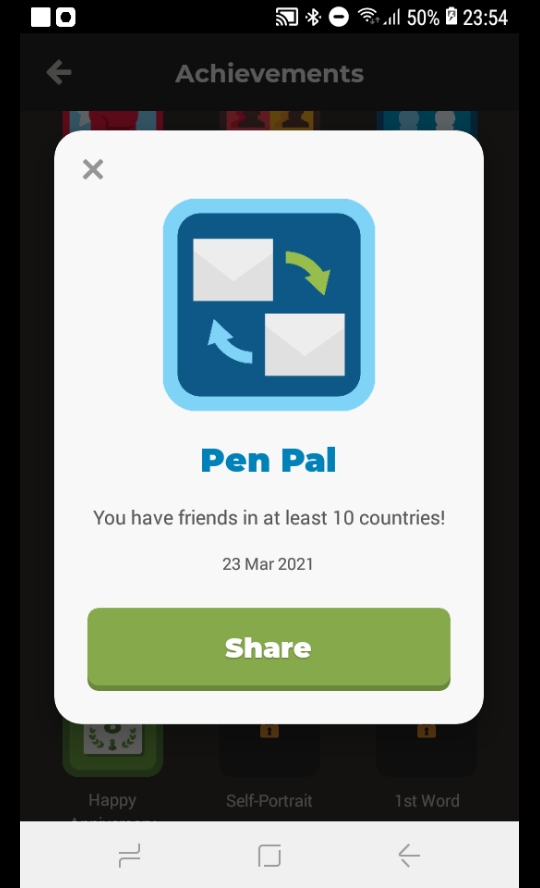 50% 23:54
Achievements
Pen Pal
You have friends in at least 10 countries!
23 Mar 2021
Share
Happy
Self-Portrait
1st Word
Anniversary